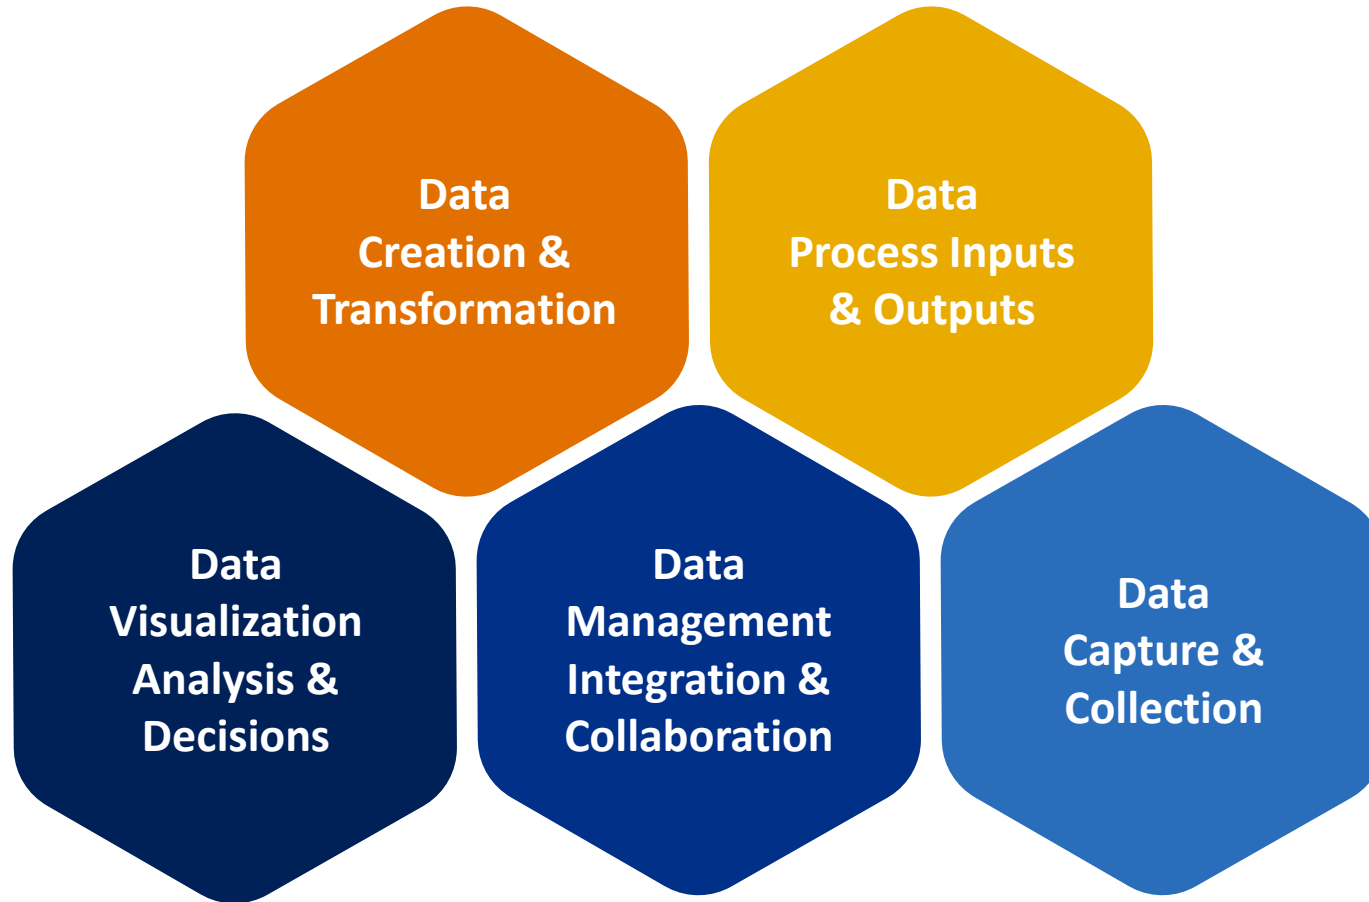 Data
Creation &
Transformation
Data
Process Inputs
& Outputs
Data
Visualization
Analysis &
Decisions
Data
Management
Integration &
Collaboration
Data
Capture &
Collection